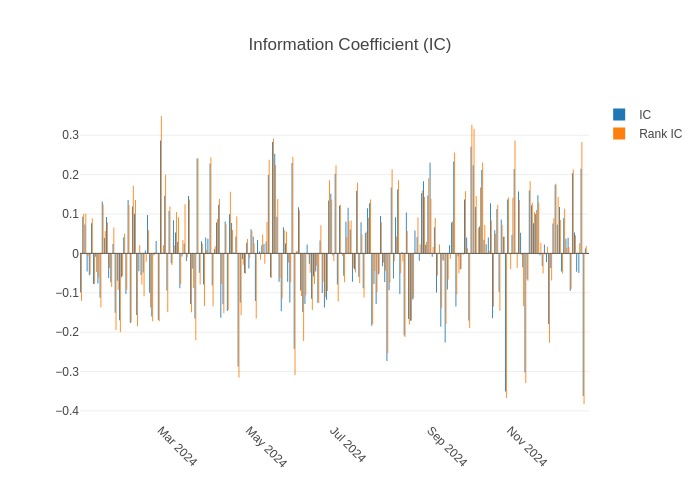 Information Coefficient (IC)
IC
Rank IC
0.3
0.2
0.1
0
−0.1
−0.2
−0.3
−0.4
Mar 2024
May 2024
Jul 2024
Sep 2024
Nov 2024